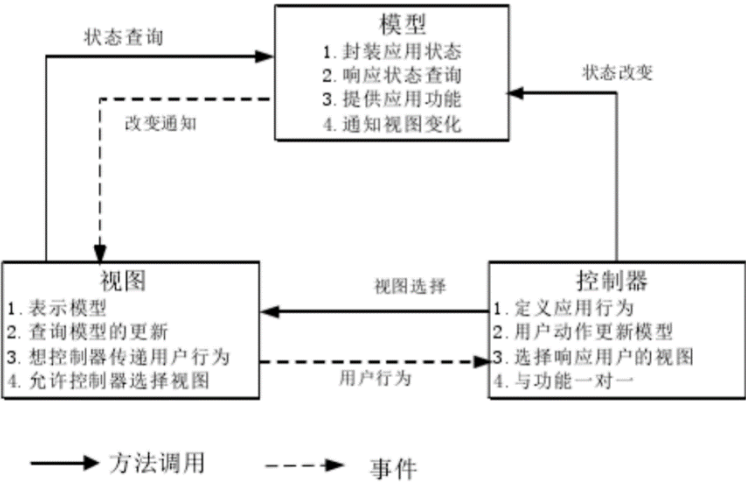 模型
1.封装应用状态
2.响应状态查询
3.提供应用功能
4.通知视图变化
状态查询
改变通知
状态改变
视图
1.表示模型
2.查询模型的更新
3.想控制器传递用户行为
4.允许控制器选择视图
视图选择
用户行为
控制器
1.定义应用行为
2.用户动作更新模型
3.选择响应用户的视图
4.与功能一对一
方法调用
事件